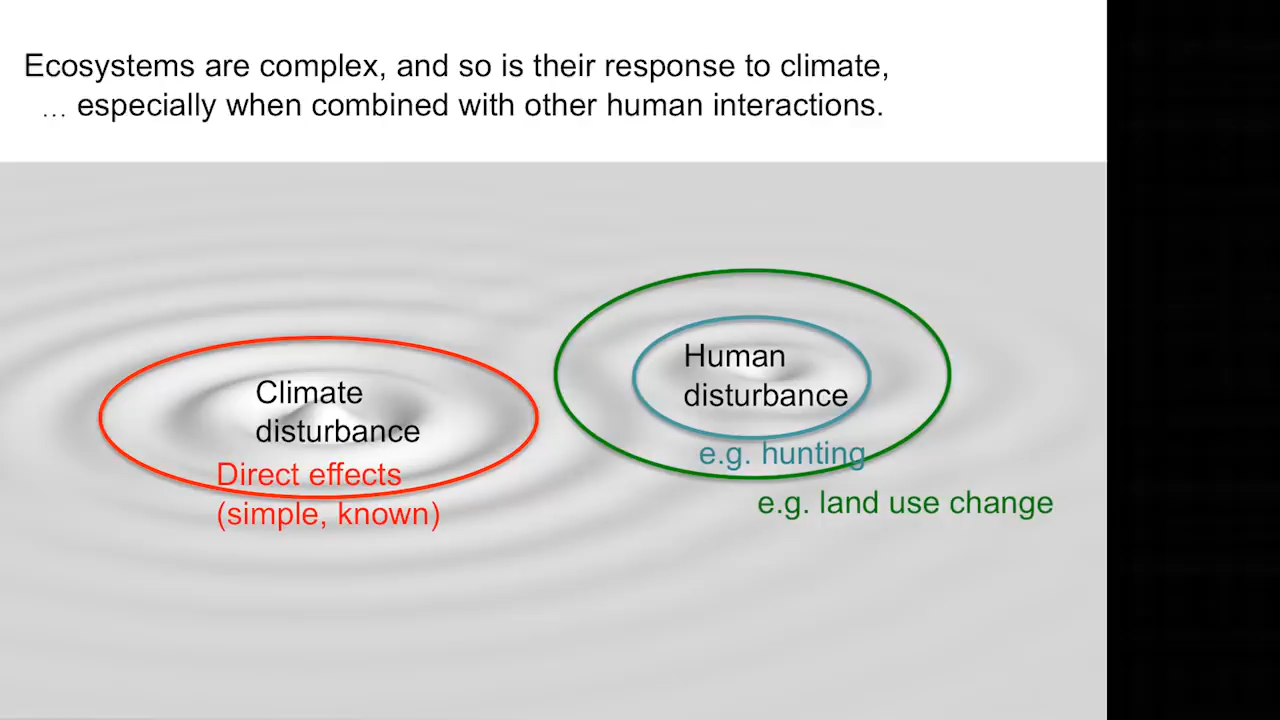 Ecosystems are complex, and so is their response to climate,
… especially when combined with other human interactions.
Climate
disturbance
Direct effects
(simple, known)
Human
disturbance
e.g. hunting
e.g. land use change